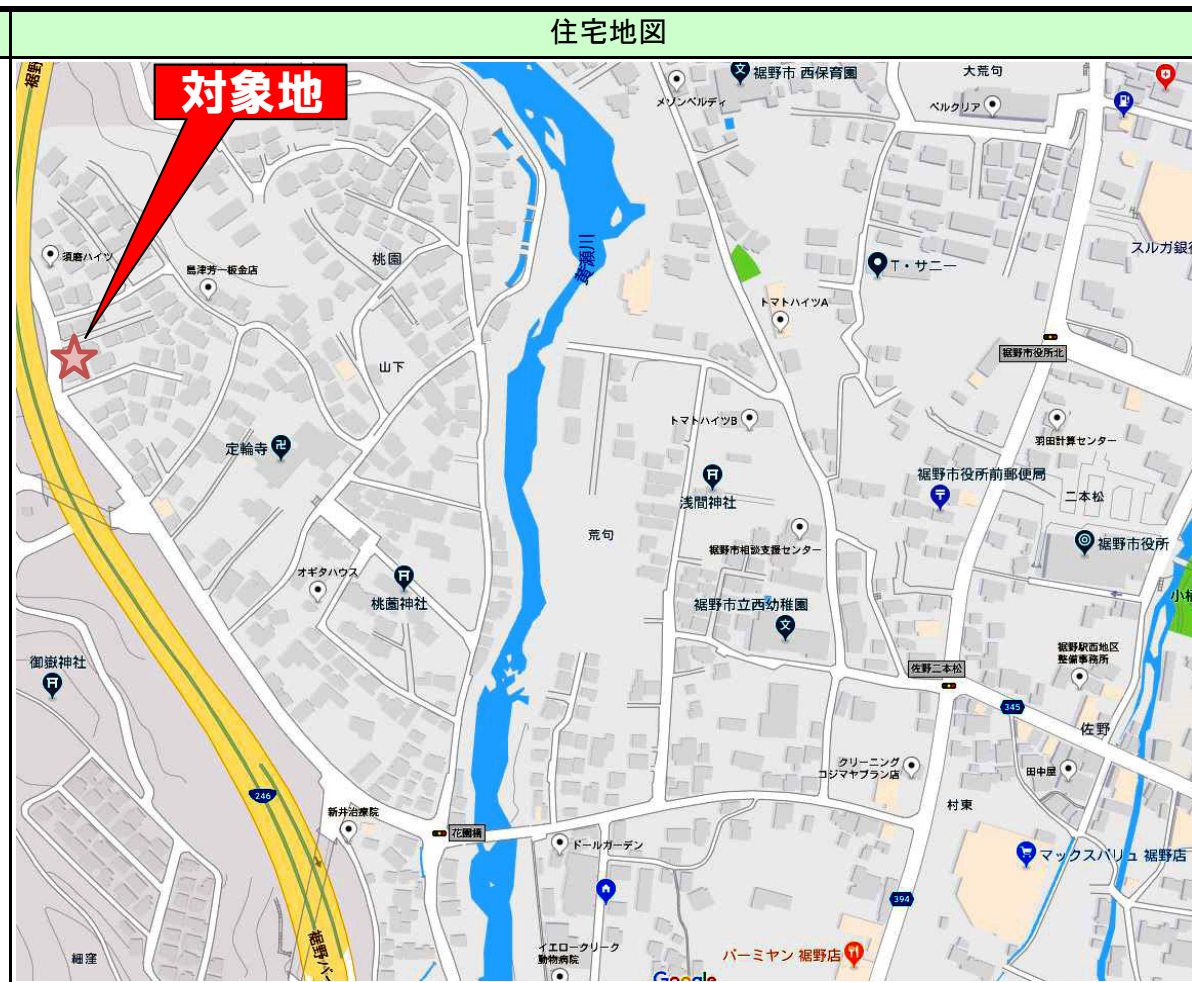 住宅地図
対象地
裾野
裾野市 西保育園
大荒句
メゾンベルディ
ベルクリア
須磨ハイツ
島津芳一板金店
桃園
黄瀬川
T・サニー
スルガ銀
トマトハイツA
山下
裾野市役所北
トマトハイツB
羽田計算センター
定輪寺
浅間神社
裾野市役所前郵便局
二本松
荒句
裾野市相談支援センター
裾野市役所
オギタハウス
桃園神社
裾野市立西幼稚園
裾野駅西地区
整備事務所
御嶽神社
佐野二本松
345
佐野
クリーニング
コジマヤプラン店
田中屋
246
新井治療院
花園橋
ドールガーデン
村東
マックスバリュ 裾野店
394
細窪
裾野バ
イエロークリーク
動物病院
バーミヤン 裾野店
Google